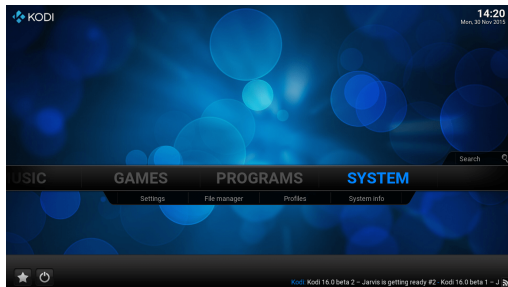 KODI
14:20
Mon, 30 Nov 2015
Search
USIC GAMES PROGRAMS SYSTEM
Settings File manager Profiles System info
Kodi Kodi 16.0 beta 2 – Jarvis is getting ready #2 · Kodi 16.0 beta 1 – J